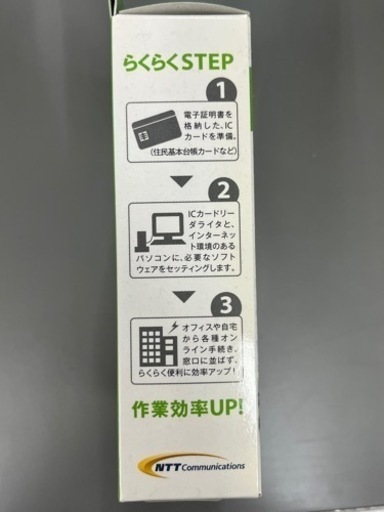 らくらくSTEP
1
電子証明書を
格納した、IC
カードを準備。
(住民基本台帳カードなど)
2
ICカードリー
ダライタと、
インターネッ
ト環境のある
パソコンに、必要なソフト
ウェアをセッティングします。
3
オフィスや自宅
から各種オン
ライン手続き。
窓口に並ばず、
らくらく便利に効率アップ!
作業効率UP!
NTT Communications